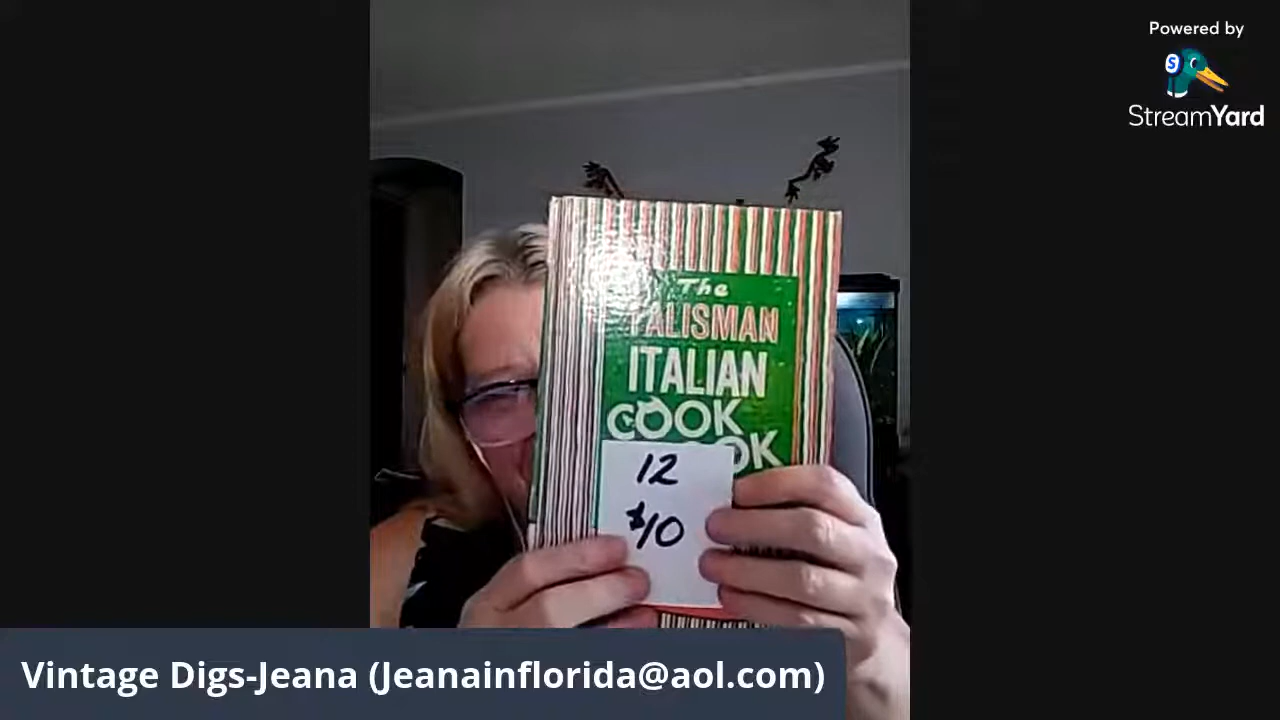 Powered by
S
StreamYard
The
TALISMAN
ITALIAN
COOK
OK
12
$10
Vintage Digs-Jeana (Jeanainflorida@aol.com)